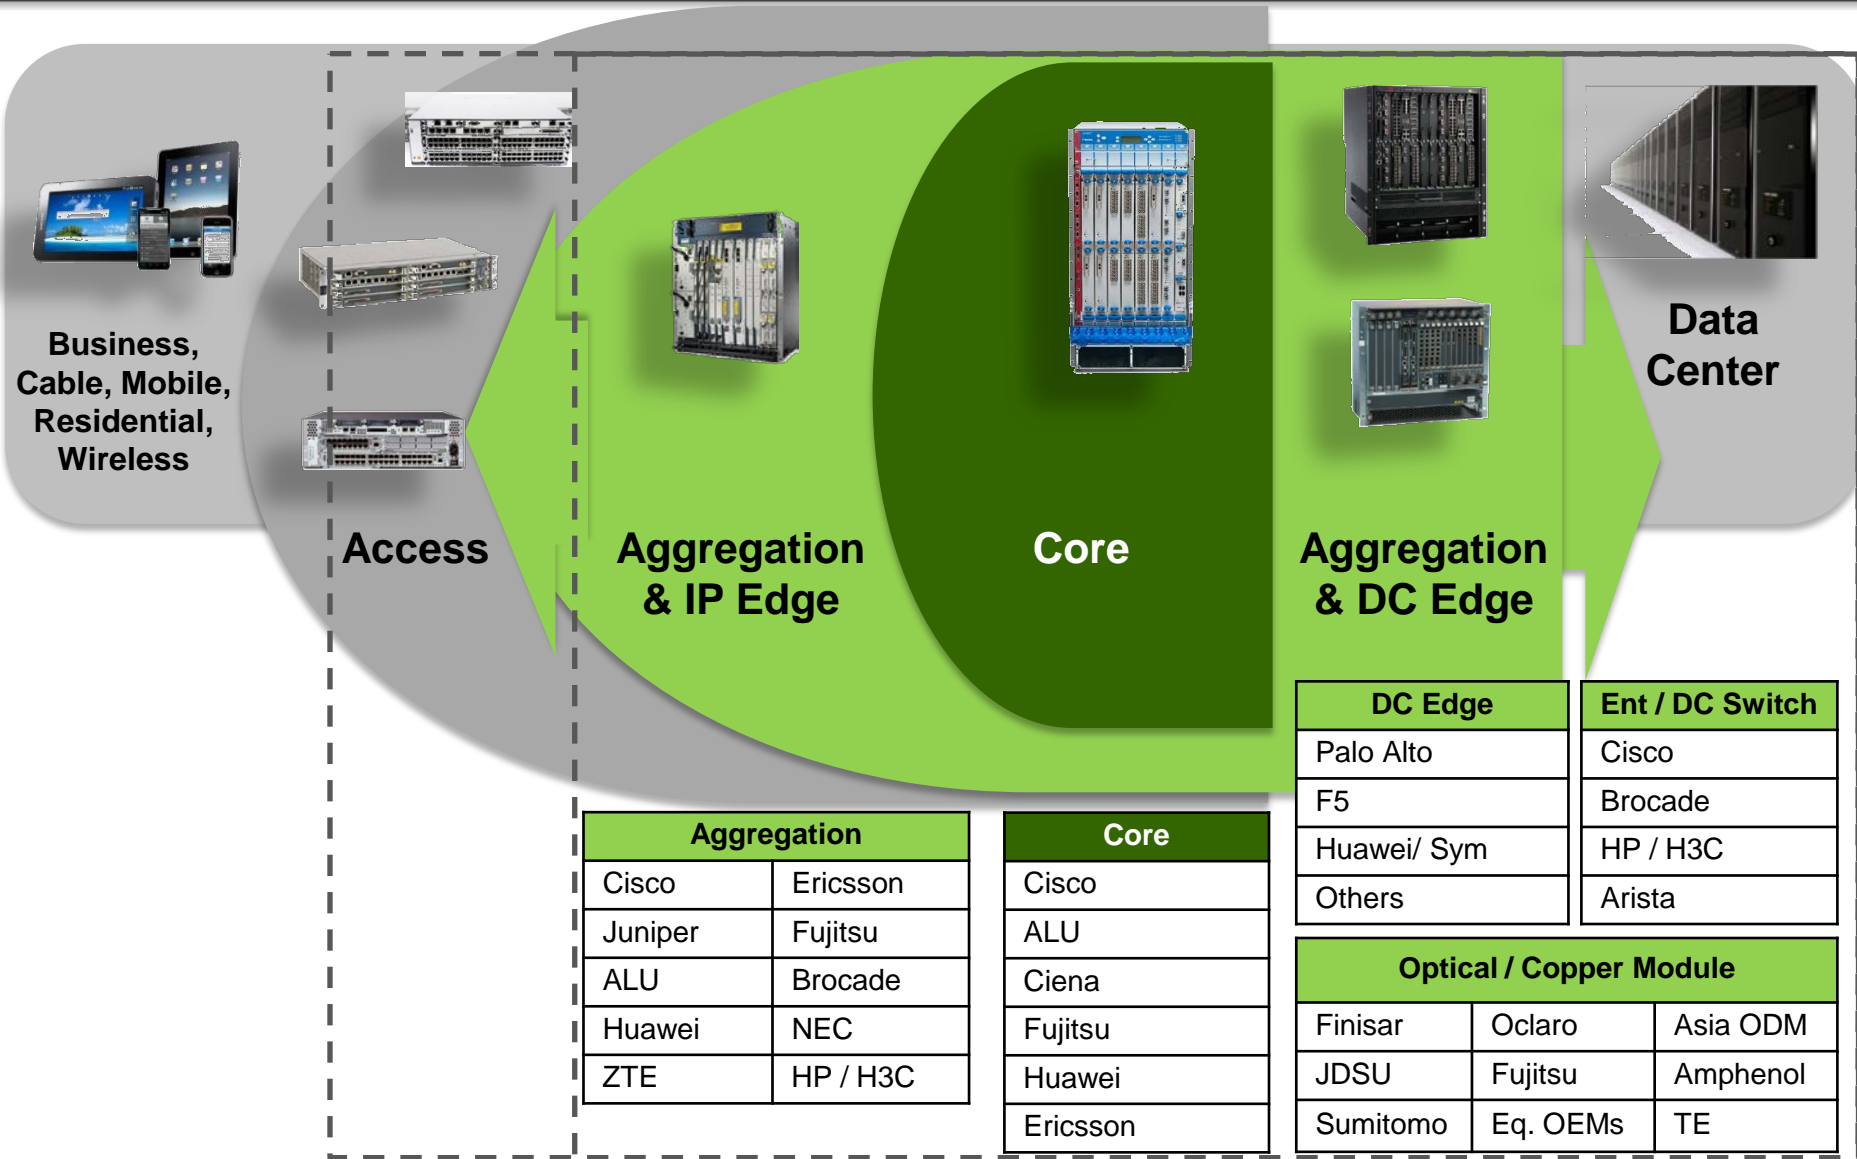 Business,
Cable, Mobile,
Residential,
Wireless
Access
Aggregation
& IP Edge
Core
Aggregation
& DC Edge
Data
Center
Aggregation
Cisco Ericsson
Juniper Fujitsu
ALU Brocade
Huawei NEC
ZTE HP / H3C
Core
Cisco
ALU
Ciena
Fujitsu
Huawei
Ericsson
DC Edge
Palo Alto
F5
Huawei/ Sym
Others
Ent / DC Switch
Cisco
Brocade
HP / H3C
Arista
Optical / Copper Module
Finisar Oclaro Asia ODM
JDSU Fujitsu Amphenol
Sumitomo Eq. OEMs TE